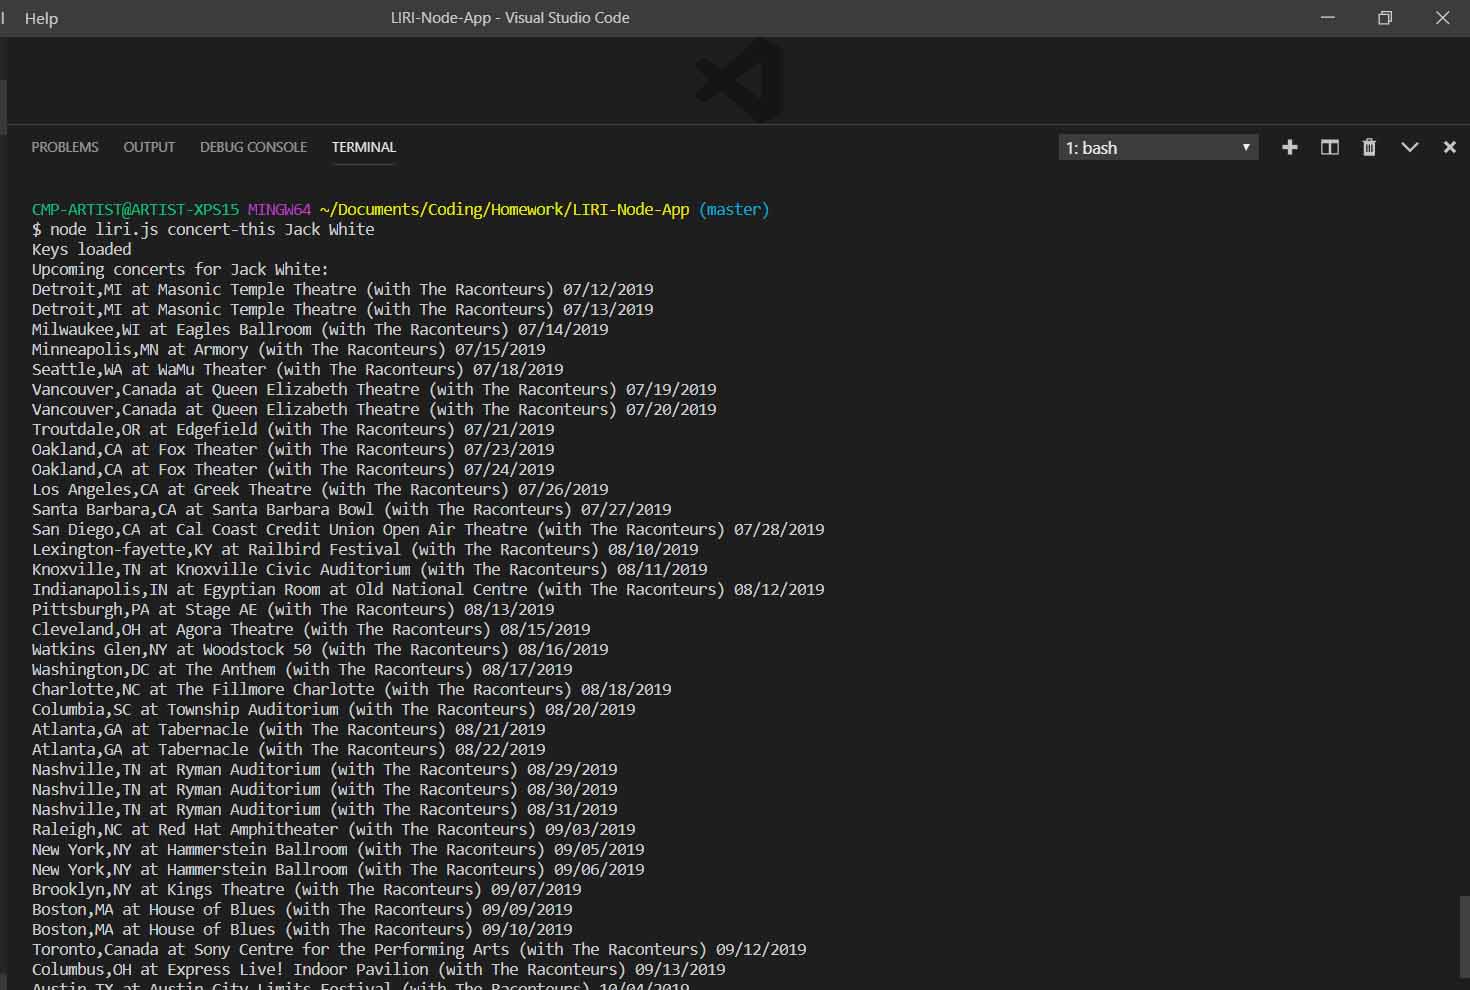 Help
LIRI-Node-App - Visual Studio Code
PROBLEMS OUTPUT DEBUG CONSOLE TERMINAL 1: bash
CMP-ARTIST@ARTIST-XPS15 MINGW64 ~/Documents/Coding/Homework/LIRI-Node-App (master)
$ node liri.js concert-this Jack White
Keys loaded
Upcoming concerts for Jack White:
Detroit,MI at Masonic Temple Theatre (with The Raconteurs) 07/12/2019
Detroit,MI at Masonic Temple Theatre (with The Raconteurs) 07/13/2019
Milwaukee,WI at Eagles Ballroom (with The Raconteurs) 07/14/2019
Minneapolis,MN at Armory (with The Raconteurs) 07/15/2019
Seattle,WA at WaMu Theater (with The Raconteurs) 07/18/2019
Vancouver,Canada at Queen Elizabeth Theatre (with The Raconteurs) 07/19/2019
Vancouver,Canada at Queen Elizabeth Theatre (with The Raconteurs) 07/20/2019
Troutdale,OR at Edgefield (with The Raconteurs) 07/21/2019
Oakland,CA at Fox Theater (with The Raconteurs) 07/23/2019
Oakland,CA at Fox Theater (with The Raconteurs) 07/24/2019
Los Angeles,CA at Greek Theatre (with The Raconteurs) 07/26/2019
Santa Barbara,CA at Santa Barbara Bowl (with The Raconteurs) 07/27/2019
San Diego,CA at Cal Coast Credit Union Open Air Theatre (with The Raconteurs) 07/28/2019
Lexington-fayette,KY at Railbird Festival (with The Raconteurs) 08/10/2019
Knoxville,TN at Knoxville Civic Auditorium (with The Raconteurs) 08/11/2019
Indianapolis,IN at Egyptian Room at Old National Centre (with The Raconteurs) 08/12/2019
Pittsburgh,PA at Stage AE (with The Raconteurs) 08/13/2019
Cleveland,OH at Agora Theatre (with The Raconteurs) 08/15/2019
Watkins Glen,NY at Woodstock 50 (with The Raconteurs) 08/16/2019
Washington,DC at The Anthem (with The Raconteurs) 08/17/2019
Charlotte,NC at The Fillmore Charlotte (with The Raconteurs) 08/18/2019
Columbia,SC at Township Auditorium (with The Raconteurs) 08/20/2019
Atlanta,GA at Tabernacle (with The Raconteurs) 08/21/2019
Atlanta,GA at Tabernacle (with The Raconteurs) 08/22/2019
Nashville,TN at Ryman Auditorium (with The Raconteurs) 08/29/2019
Nashville,TN at Ryman Auditorium (with The Raconteurs) 08/30/2019
Nashville,TN at Ryman Auditorium (with The Raconteurs) 08/31/2019
Raleigh,NC at Red Hat Amphitheater (with The Raconteurs) 09/03/2019
New York,NY at Hammerstein Ballroom (with The Raconteurs) 09/05/2019
New York,NY at Hammerstein Ballroom (with The Raconteurs) 09/06/2019
Brooklyn,NY at Kings Theatre (with The Raconteurs) 09/07/2019
Boston,MA at House of Blues (with The Raconteurs) 09/09/2019
Boston,MA at House of Blues (with The Raconteurs) 09/10/2019
Toronto,Canada at Sony Centre for the Performing Arts (with The Raconteurs) 09/12/2019
Columbus,OH at Express Live! Indoor Pavilion (with The Raconteurs) 09/13/2019
Austin,TX at Austin City Limits Festival (with The Raconteurs) 10/04/2019